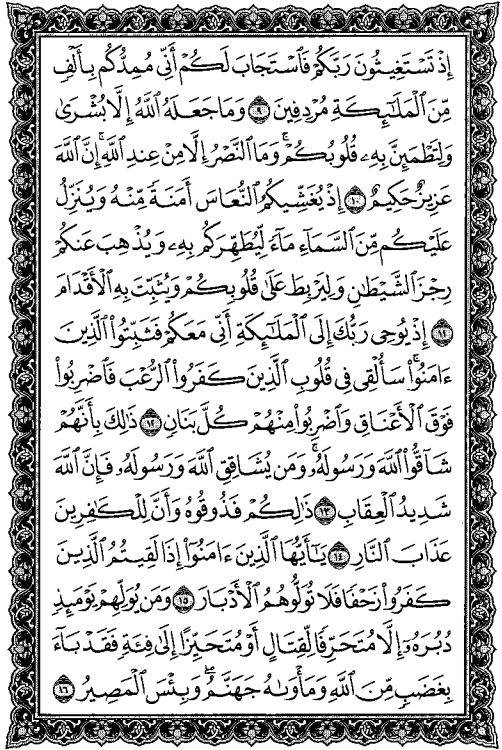 إِذْ تَسْتَغِيثُونَ رَبَّكُمْ فَٱسْتَجَابَ لَكُمْ أَنِّى مُمِدُّكُم بِأَلْفٍ
مِّنَ ٱلْمَلَـٰٓئِكَةِ مُرْدِفِينَ ٩ وَمَا جَعَلَهُ ٱللَّهُ إِلَّا بُشْرَىٰ
وَلِتَطْمَئِنَّ بِهِۦ قُلُوبُكُمْ ۚ وَمَا ٱلنَّصْرُ إِلَّا مِنْ عِندِ ٱللَّهِ ۚ إِنَّ ٱللَّهَ
عَزِيزٌ حَكِيمٌ ١٠ إِذْ يُغَشِّيكُمُ ٱلنُّعَاسَ أَمَنَةً مِّنْهُ وَيُنَزِّلُ
عَلَيْكُم مِّنَ ٱلسَّمَآءِ مَآءً لِّيُطَهِّرَكُم بِهِۦ وَيُذْهِبَ عَنكُمْ
رِجْزَ ٱلشَّيْطَـٰنِ وَلِيَرْبِطَ عَلَىٰ قُلُوبِكُمْ وَيُثَبِّتَ بِهِ ٱلْأَقْدَامَ
١١ إِذْ يُوحِى رَبُّكَ إِلَى ٱلْمَلَـٰٓئِكَةِ أَنِّى مَعَكُمْ فَثَبِّتُوا۟ ٱلَّذِينَ
ءَامَنُوا۟ ۚ سَأُلْقِى فِى قُلُوبِ ٱلَّذِينَ كَفَرُوا۟ ٱلرُّعْبَ فَٱضْرِبُوا۟
فَوْقَ ٱلْأَعْنَاقِ وَٱضْرِبُوا۟ مِنْهُمْ كُلَّ بَنَانٍ ١٢ ذَٰلِكَ بِأَنَّهُمْ
شَآقُّوا۟ ٱللَّهَ وَرَسُولَهُۥ ۚ وَمَن يُشَاقِقِ ٱللَّهَ وَرَسُولَهُۥ فَإِنَّ ٱللَّهَ
شَدِيدُ ٱلْعِقَابِ ١٣ ذَٰلِكُمْ فَذُوقُوهُ وَأَنَّ لِلْكَـٰفِرِينَ
عَذَابَ ٱلنَّارِ ١٤ يَـٰٓأَيُّهَا ٱلَّذِينَ ءَامَنُوٓا۟ إِذَا لَقِيتُمُ ٱلَّذِينَ
كَفَرُوا۟ زَحْفًا فَلَا تُوَلُّوهُمُ ٱلْأَدْبَارَ ١٥ وَمَن يُوَلِّهِمْ يَوْمَئِذٍ
دُبُرَهُۥٓ إِلَّا مُتَحَرِّفًا لِّقِتَالٍ أَوْ مُتَحَيِّزًا إِلَىٰ فِئَةٍ فَقَدْ بَآءَ
بِغَضَبٍ مِّنَ ٱللَّهِ وَمَأْوَىٰهُ جَهَنَّمُ ۖ وَبِئْسَ ٱلْمَصِيرُ ١٦